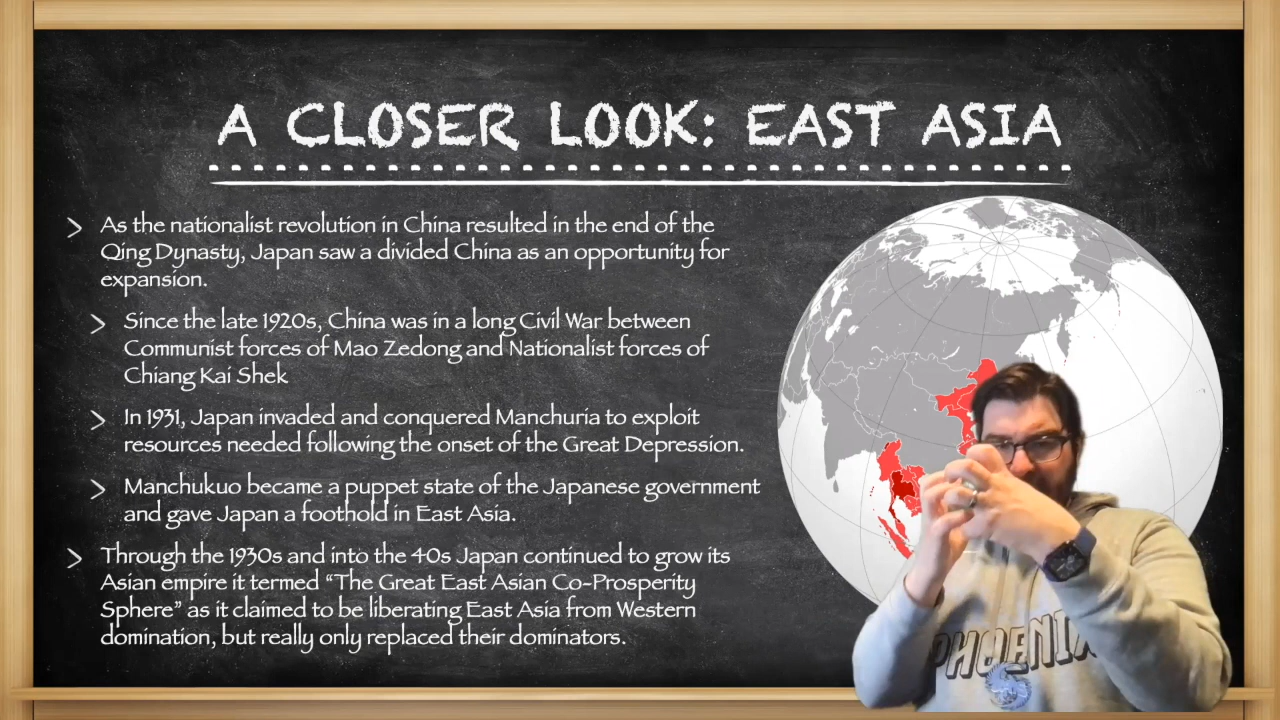 A CLOSER LOOK: EAST ASIA
As the nationalist revolution in China resulted in the end of the
Qing Dynasty, Japan saw a divided China as an opportunity for
expansion.
Since the late 1920s, China was in a long Civil War between
Communist forces of Mao Zedong and Nationalist forces of
Chiang Kai Shek
In 1931, Japan invaded and conquered Manchuria to exploit
resources needed following the onset of the Great Depression.
Manchukuo became a puppet state of the Japanese government
and gave Japan a foothold in East Asia.
Through the 1930s and into the 40s Japan continued to grow its
Asian empire it termed “The Great East Asian Co-Prosperity
Sphere” as it claimed to be liberating East Asia from Western
domination, but really only replaced their dominators.
PHOENIX